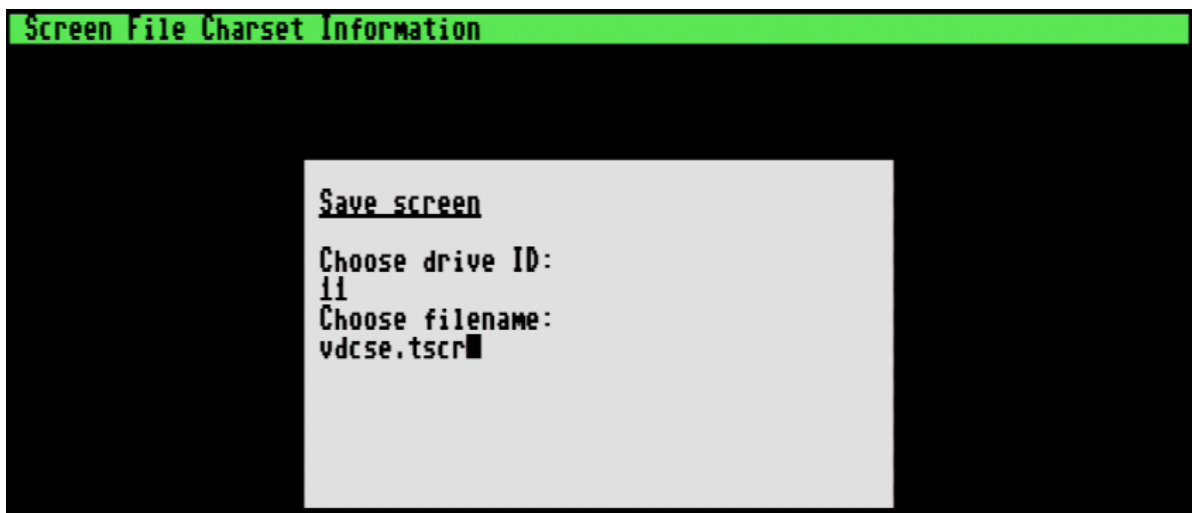 Screen File Charset Information
Save screen
Choose drive ID:
11
Choose filename:
vdcse.tscr